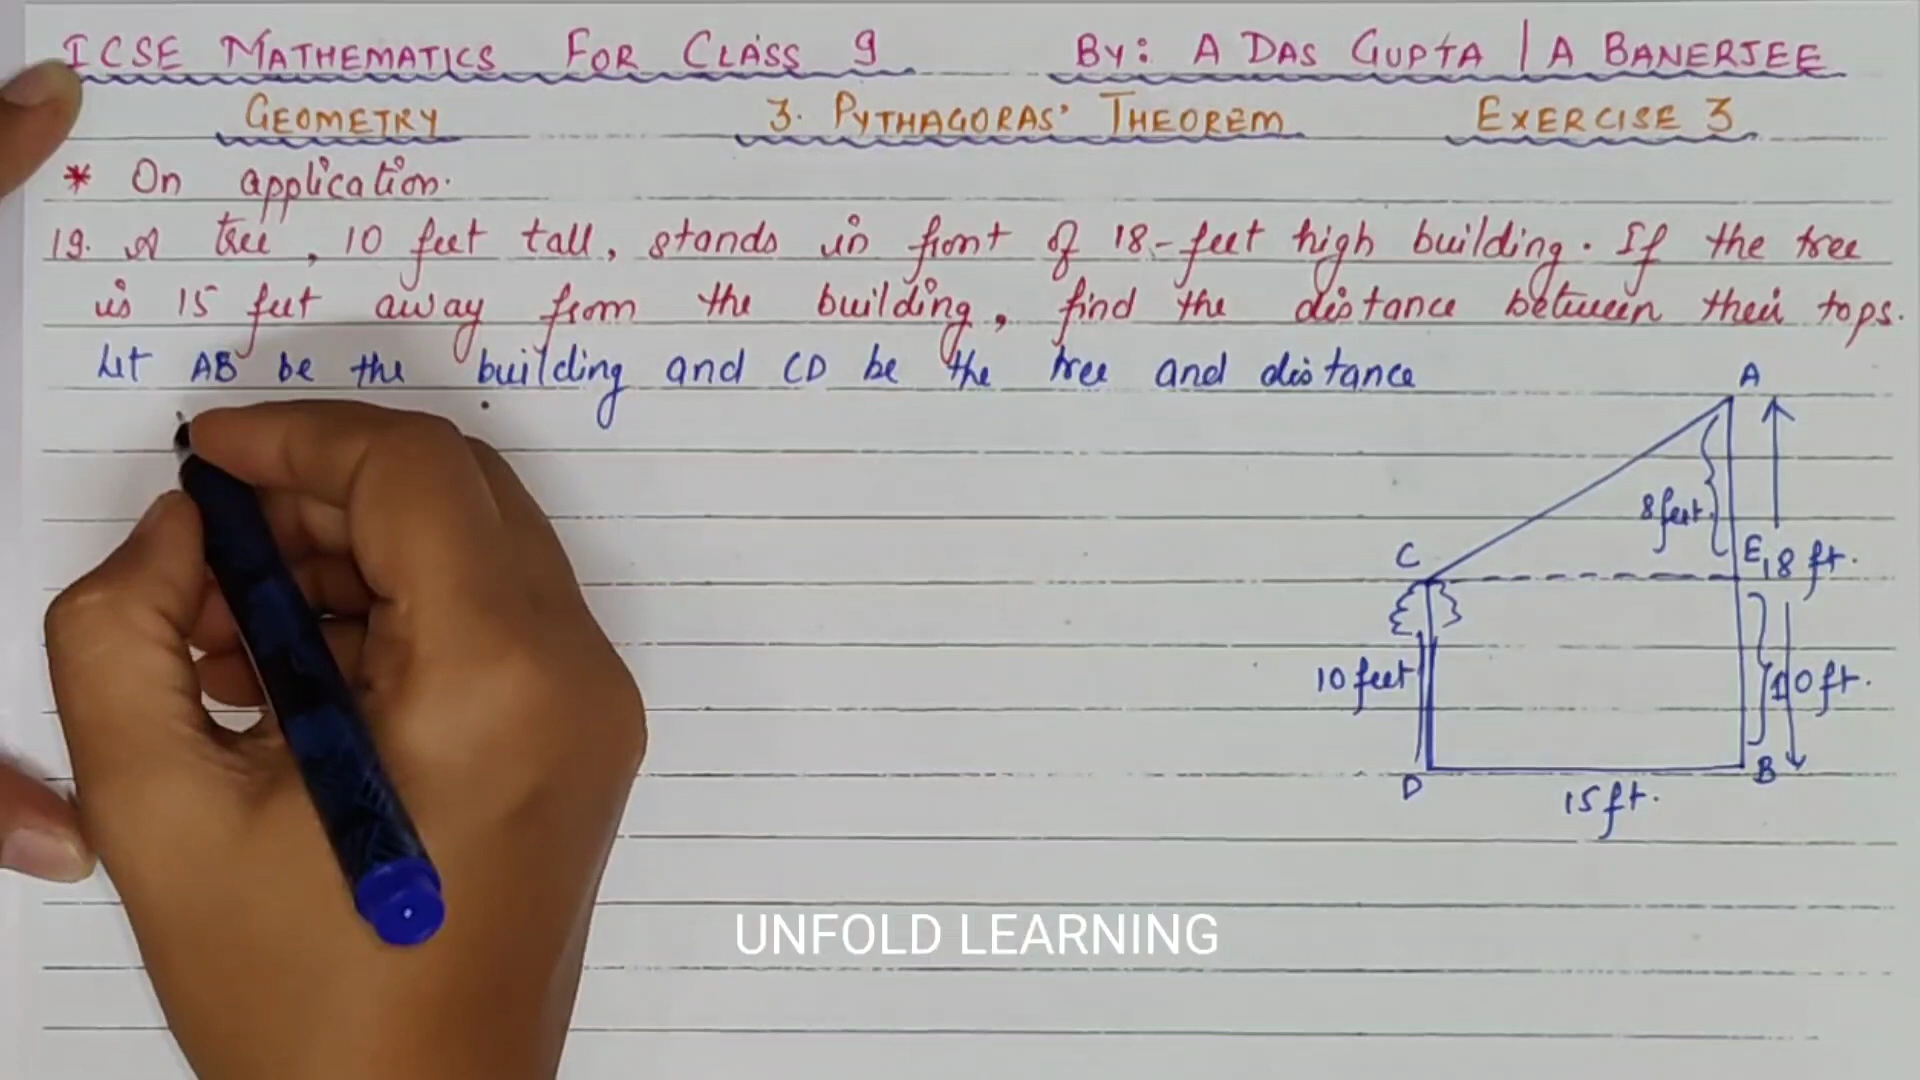 ICSE MATHEMATICS FOR CLASS 9 BY: A DAS GUPTA | A BANERJEE
GEOMETRY 3. PYTHAGORAS' THEOREM EXERCISE 3
* On application.
19. A tree, 10 feet tall, stands in front of 18-feet high building. If the tree
is 15 feet away from the building, find the distance between their tops.
Let AB be the building and CD be the tree and distance
A
8 feet.
C
E
18 ft.
10 feet
10 ft.
D
B
15 ft.
UNFOLD LEARNING